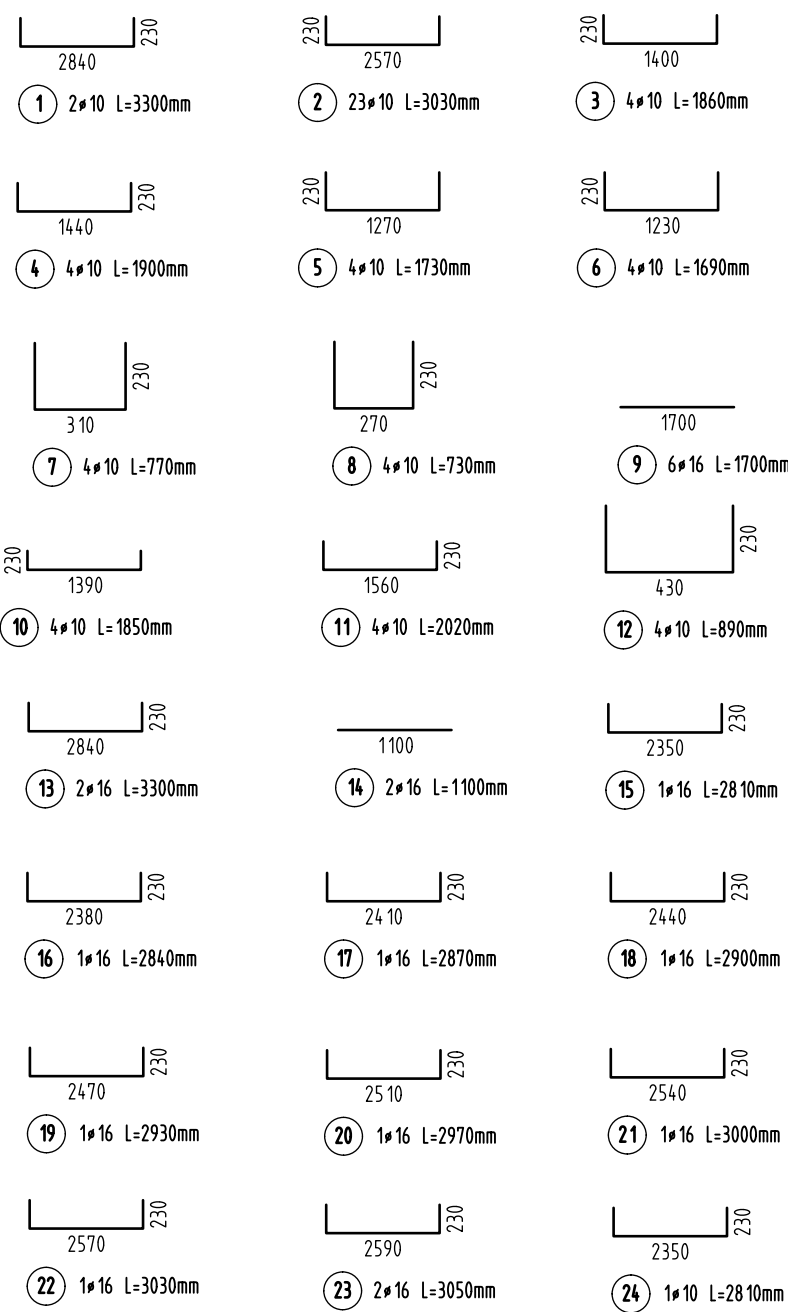 230
2840
1 2ø10 L=3300mm
230
2570
2 23ø10 L=3030mm
230
1400
3 4ø10 L=1860mm
230
1440
4 4ø10 L=1900mm
230
1270
5 4ø10 L=1730mm
230
1230
6 4ø10 L=1690mm
230
310
7 4ø10 L=770mm
230
270
8 4ø10 L=730mm
1700
9 6ø16 L=1700mm
230
1390
10 4ø10 L=1850mm
230
1560
11 4ø10 L=2020mm
230
430
12 4ø10 L=890mm
230
2840
13 2ø16 L=3300mm
1100
14 2ø16 L=1100mm
230
2350
15 1ø16 L=2810mm
230
2380
16 1ø16 L=2840mm
230
2410
17 1ø16 L=2870mm
230
2440
18 1ø16 L=2900mm
230
2470
19 1ø16 L=2930mm
230
2510
20 1ø16 L=2970mm
230
2540
21 1ø16 L=3000mm
230
2570
22 1ø16 L=3030mm
230
2590
23 2ø16 L=3050mm
230
2350
24 1ø10 L=2810mm